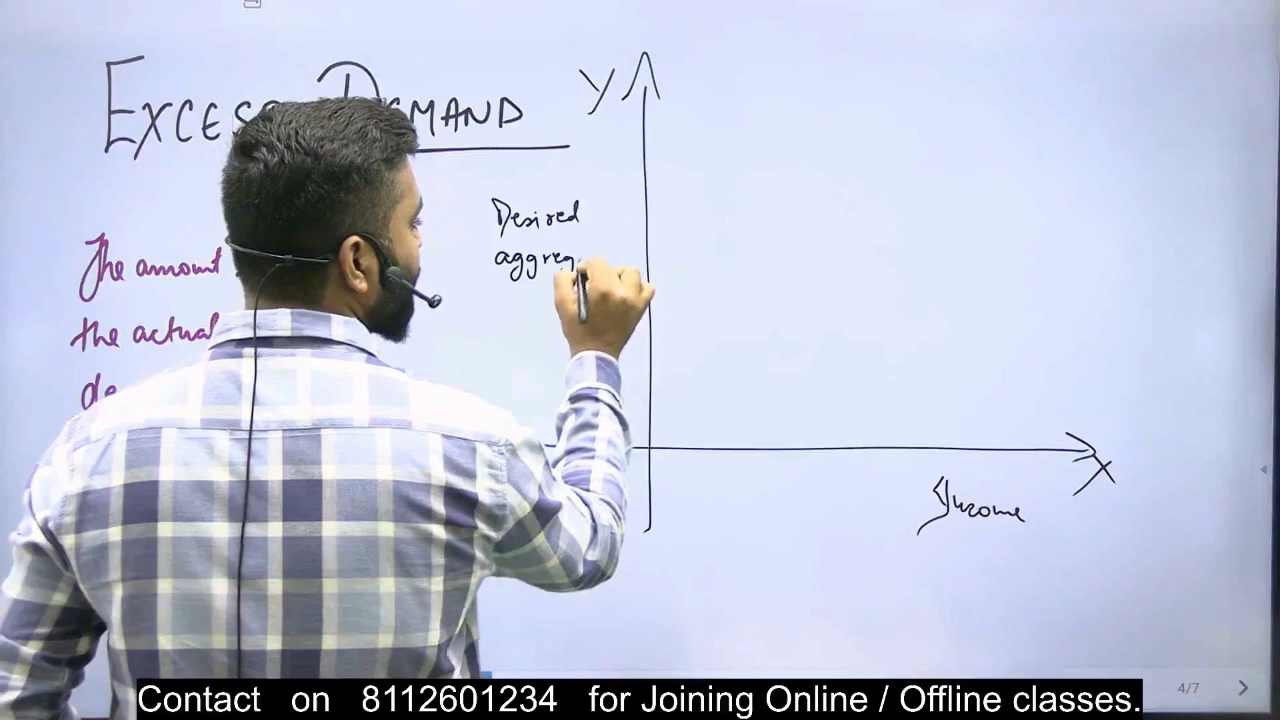 EXCESS DEMAND
Y
Desired
aggreg
The amount
the actual
de
X
Income
Contact on 8112601234 for Joining Online / Offline classes.
4/7